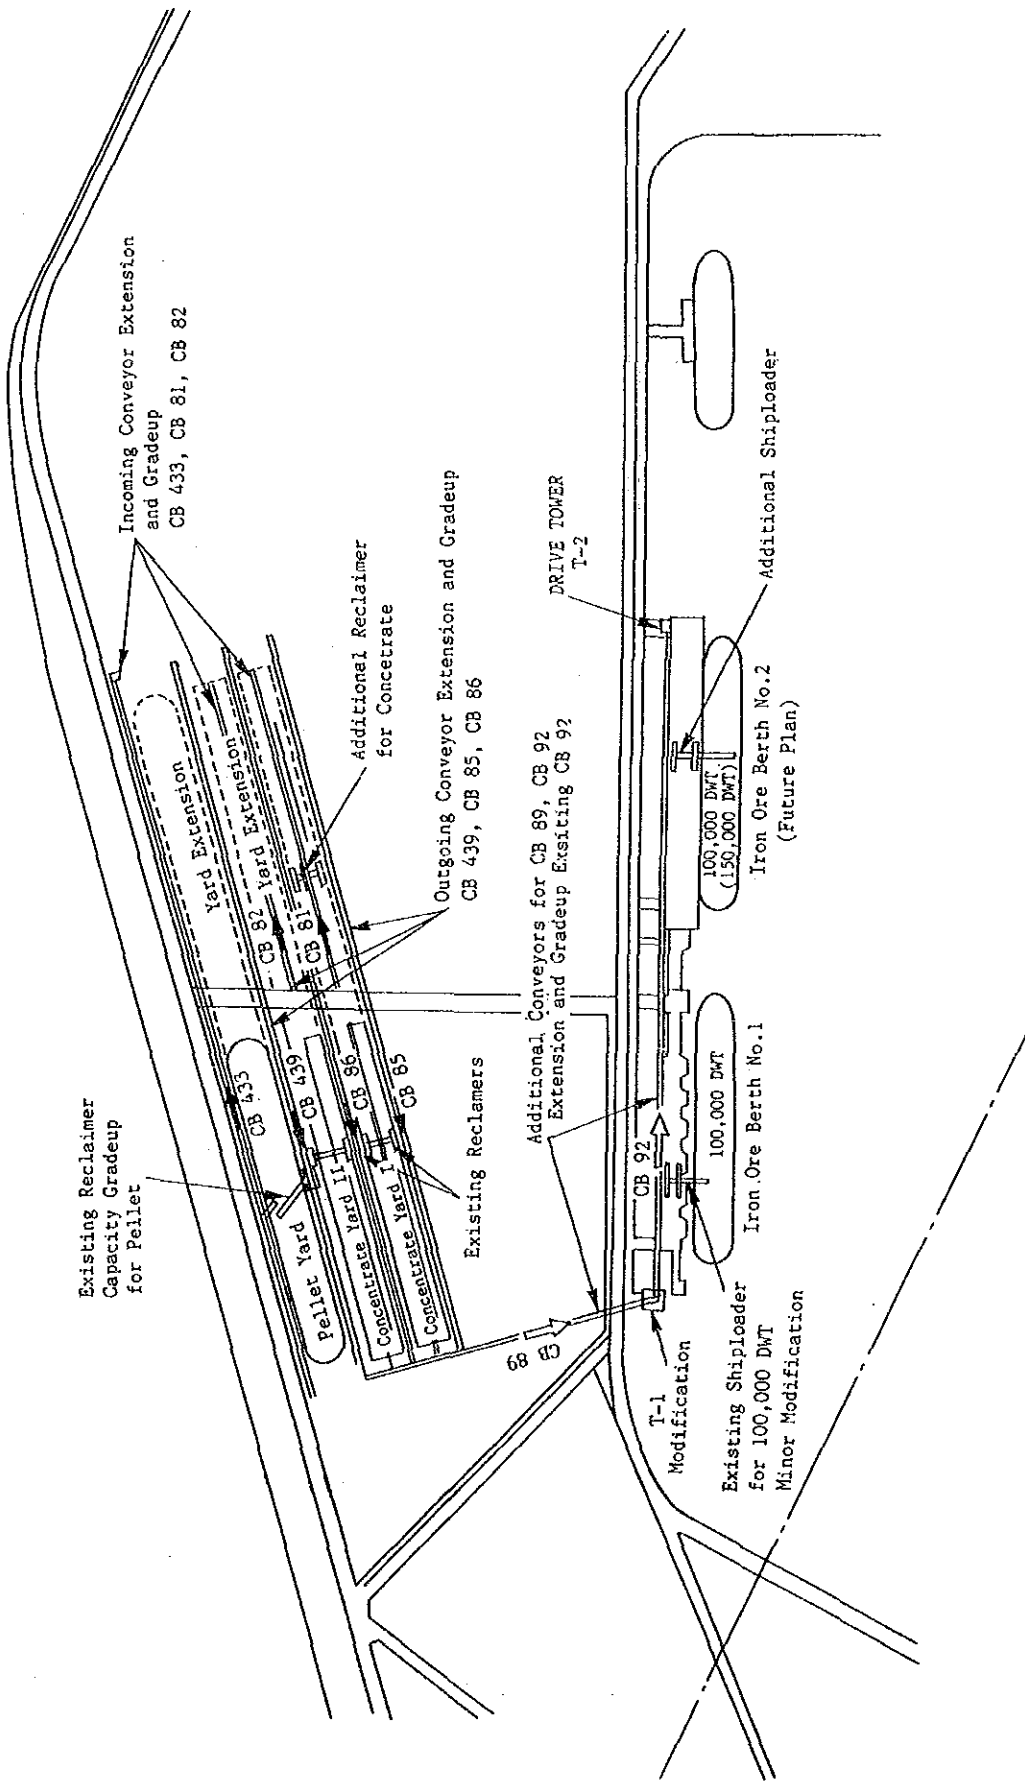 Incoming Conveyor Extension
and Gradeup
CB 433, CB 81, CB 82
Existing Reclaimer
Capacity Gradeup
for Pellet
Yard Extension
Yard Extension
CB 82
CB 81
Additional Reclaimer
for Concetrate
Outgoing Conveyor Extension and Gradeup
CB 439, CB 85, CB 86
CB 433
CB 439
CB 86
CB 85
Pellet Yard
Concentrate Yard II
Concentrate Yard I
Existing Reclamers
CB 89
Additional Conveyors for CB 89, CB 92
Extension and Gradeup Exsiting CB 92
DRIVE TOWER
T-2
Additional Shiploader
CB 92
T-1
Modification
Existing Shiploader
for 100,000 DWT
Minor Modification
100,000 DWT
Iron Ore Berth No.1
100,000 DWT
(150,000 DWT)
Iron Ore Berth No.2
(Future Plan)